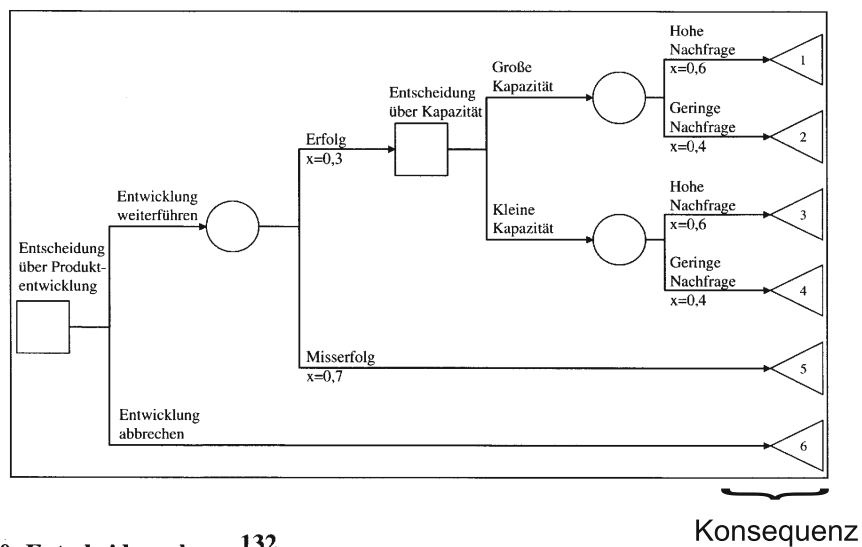 Hohe
Nachfrage
x=0,6
1
Große
Kapazität
Entscheidung
über Kapazität
Geringe
Nachfrage
x=0,4
2
Erfolg
x=0,3
Entwicklung
weiterführen
Hohe
Nachfrage
x=0,6
3
Kleine
Kapazität
Entscheidung
über Produkt-
entwicklung
Geringe
Nachfrage
x=0,4
4
Misserfolg
x=0,7
5
Entwicklung
abbrechen
6
132
Konsequenz